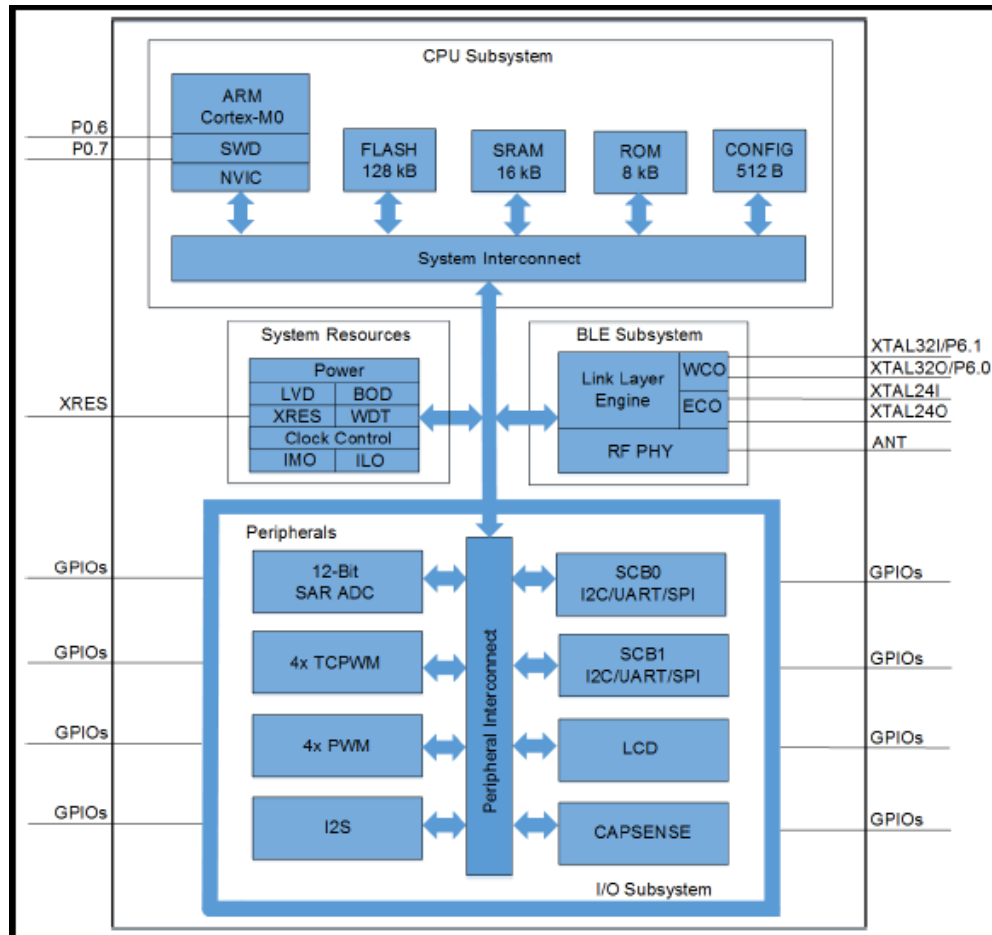 CPU Subsystem
ARM
Cortex-M0
SWD
NVIC
FLASH
128 kB
SRAM
16 kB
ROM
8 kB
CONFIG
512 B
P0.6
P0.7
System Interconnect
System Resources
Power
LVD
BOD
XRES
WDT
Clock Control
IMO
ILO
XRES
BLE Subsystem
Link Layer
Engine
WCO
ECO
RF PHY
XTAL32I/P6.1
XTAL32O/P6.0
XTAL24I
XTAL24O
ANT
Peripherals
GPIOs
12-Bit
SAR ADC
GPIOs
4x TCPWM
GPIOs
4x PWM
GPIOs
I2S
Peripheral Interconnect
SCB0
I2C/UART/SPI
GPIOs
SCB1
I2C/UART/SPI
GPIOs
LCD
GPIOs
CAPSENSE
GPIOs
I/O Subsystem